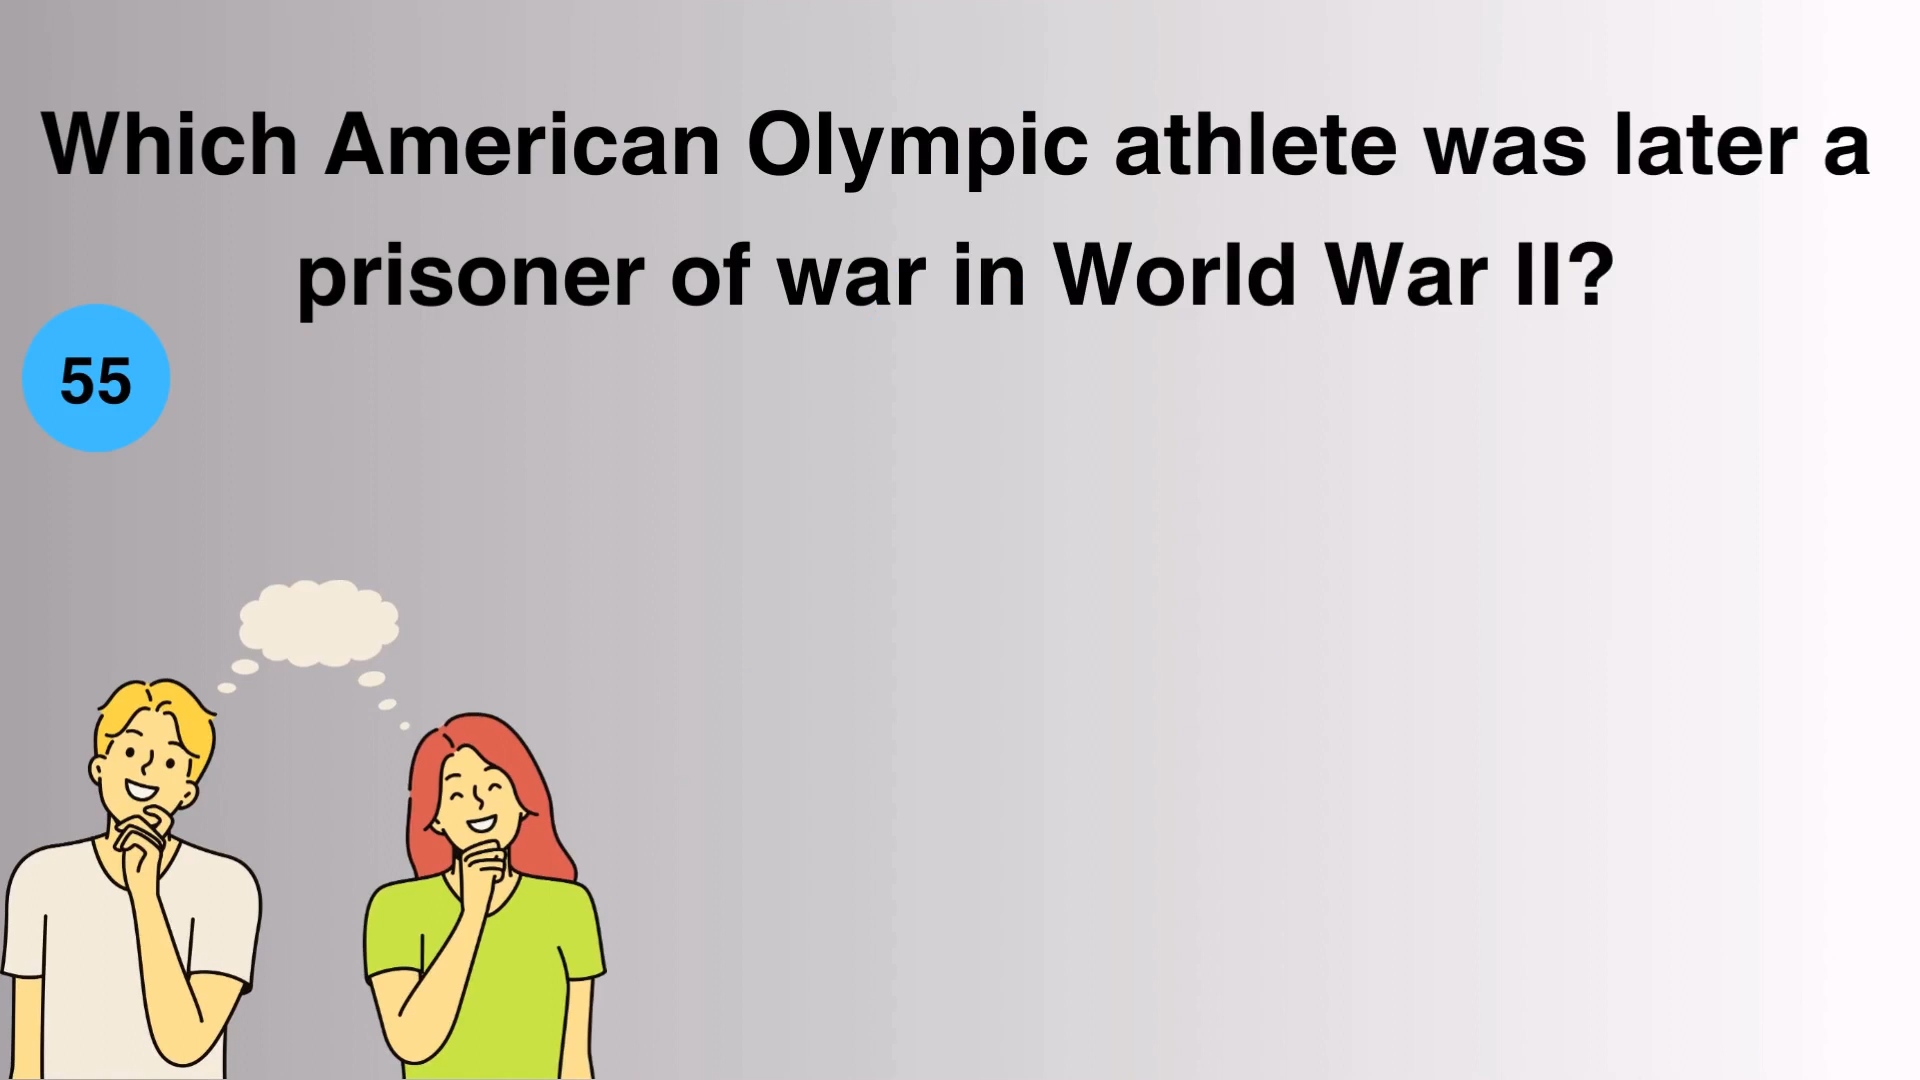 Which American Olympic athlete was later a
prisoner of war in World War II?
55